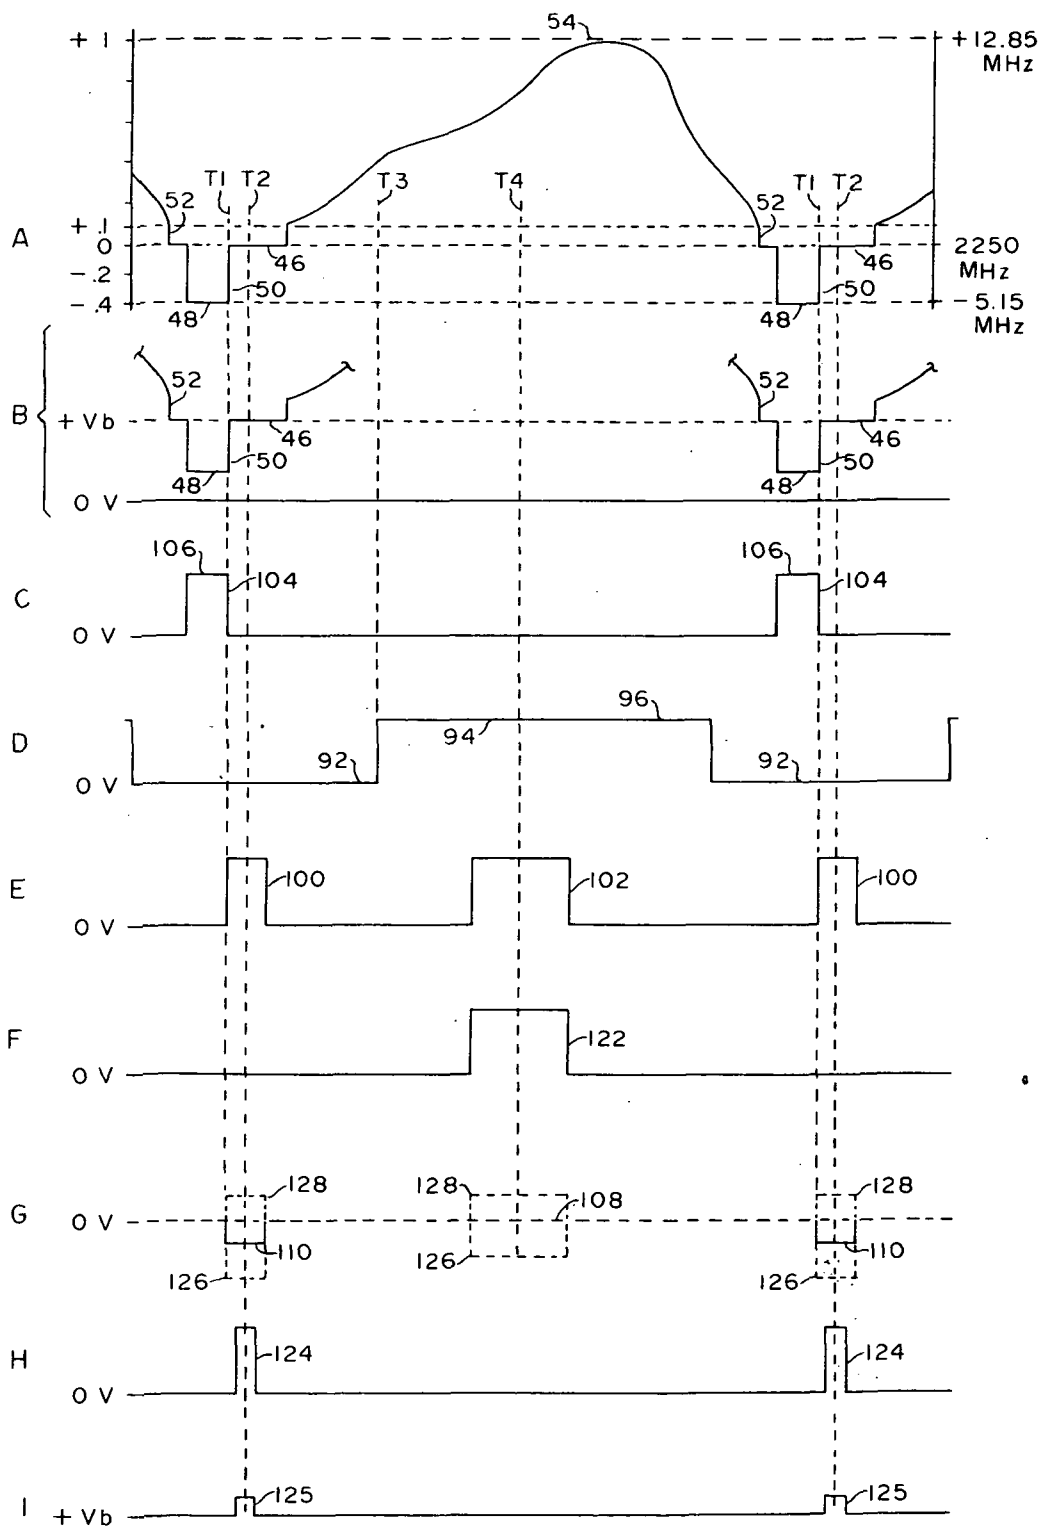 54
+ 1
+12.85
MHz
T1 T2 T3 T4 T1 T2
52 52
+.1
A
0
46 46
2250
MHz
-.2
50 50
-.4
48 48
-5.15
MHz
52 52
B
+ Vb
46 46
50 50
48 48
0 V
106 106
C
104 104
0 V
96
D
94
92 92
0 V
E
100 102 100
0 V
F
122
0 V
128 128 128
G
0 V
108
110 110
126 126 126
H
124 124
0 V
I
125 125
+ Vb